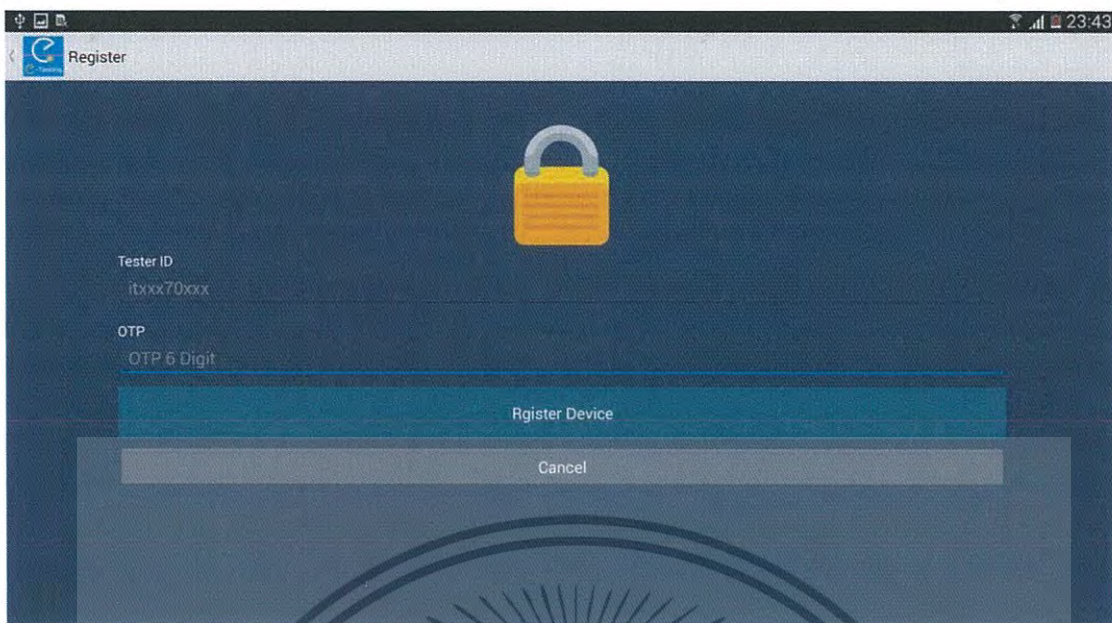 23:43
Register
Tester ID
itxxx70xxx
OTP
OTP 6 Digit
Rgister Device
Cancel